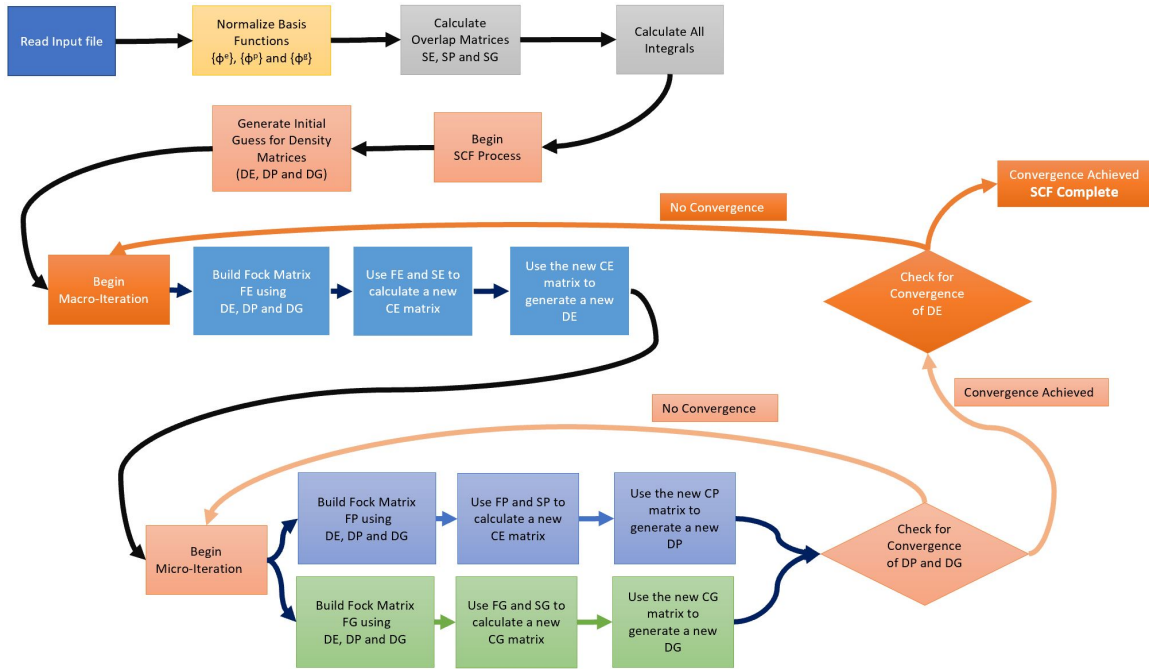 Read Input file
Normalize Basis
Functions
{ϕᵉ}, {ϕᵖ} and {ϕᵍ}
Calculate
Overlap Matrices
SE, SP and SG
Calculate All
Integrals
Generate Initial
Guess for Density
Matrices
(DE, DP and DG)
Begin
SCF Process
Convergence Achieved
SCF Complete
No Convergence
Begin
Macro-Iteration
Build Fock Matrix
FE using
DE, DP and DG
Use FE and SE to
calculate a new
CE matrix
Use the new CE
matrix to
generate a new
DE
Check for
Convergence
of DE
Convergence Achieved
No Convergence
Begin
Micro-Iteration
Build Fock Matrix
FP using
DE, DP and DG
Use FP and SP to
calculate a new
CE matrix
Use the new CP
matrix to
generate a new
DP
Check for
Convergence
of DP and DG
Build Fock Matrix
FG using
DE, DP and DG
Use FG and SG to
calculate a new
CG matrix
Use the new CG
matrix to
generate a new
DG